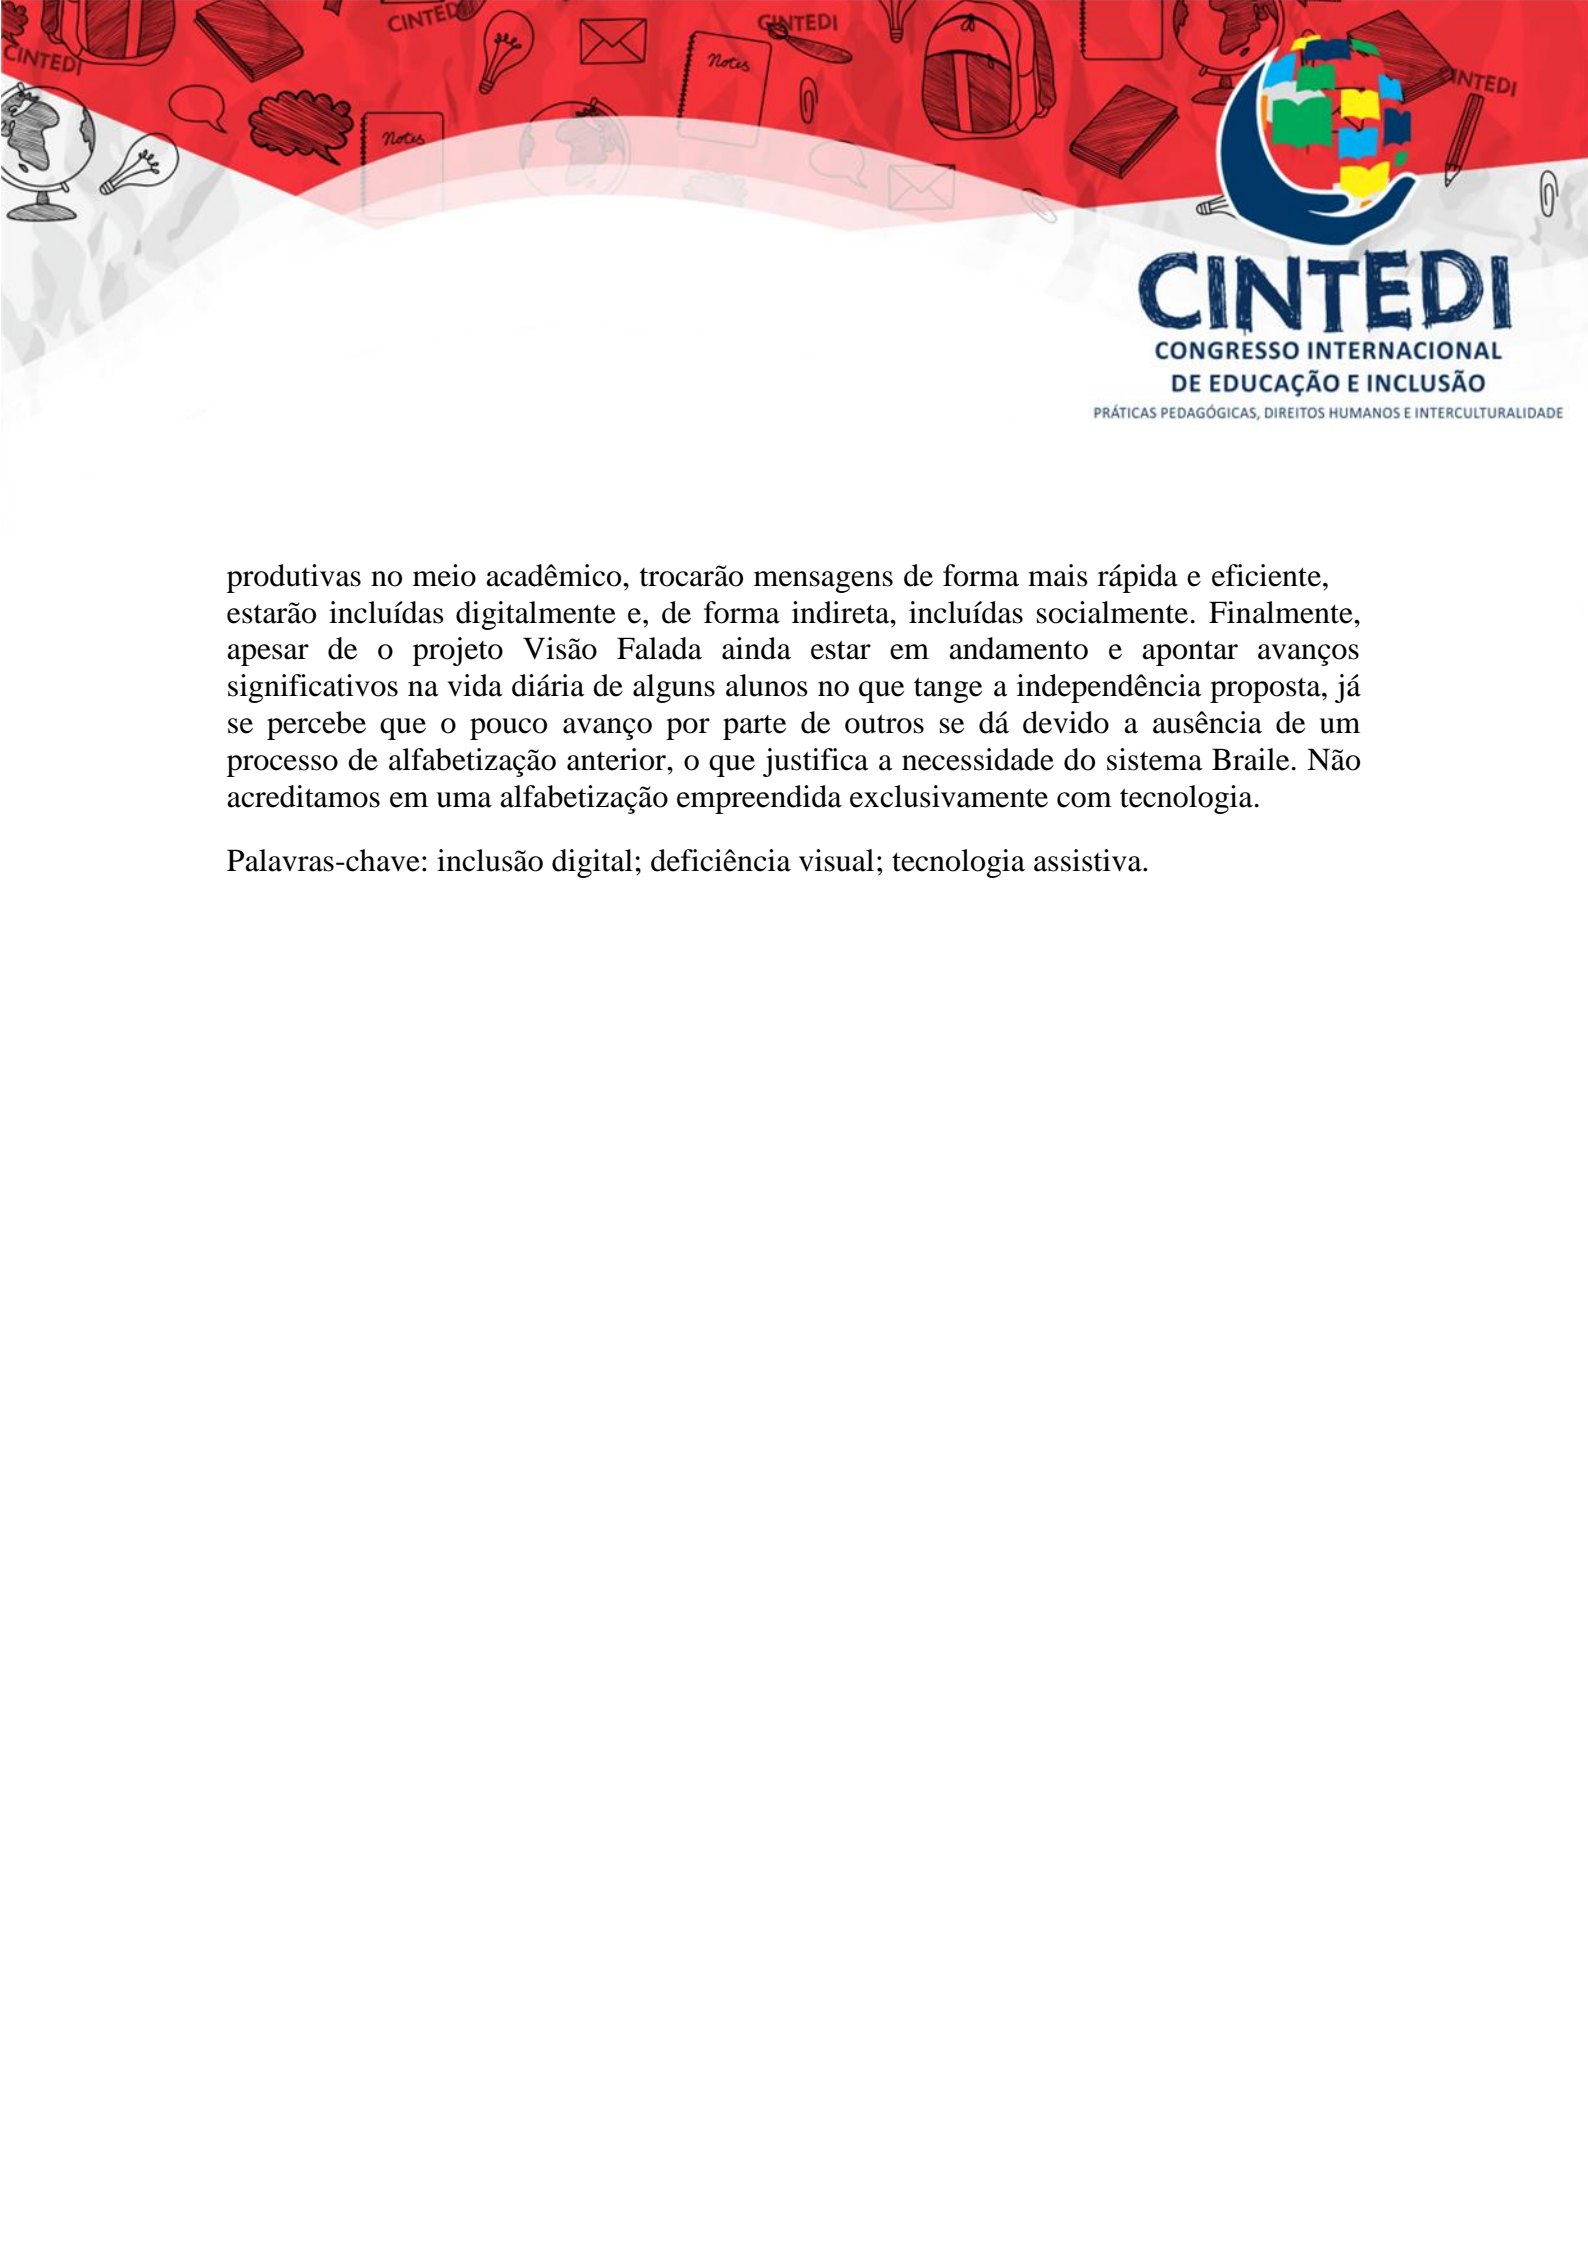 CINTEDI
CINTEDI
CINTEDI
Notes
Notes
CINTEDI
CONGRESSO INTERNACIONAL
DE EDUCAÇÃO E INCLUSÃO
PRÁTICAS PEDAGÓGICAS, DIREITOS HUMANOS E INTERCULTURALIDADE
produtivas no meio acadêmico, trocarão mensagens de forma mais rápida e eficiente,
estarão incluídas digitalmente e, de forma indireta, incluídas socialmente. Finalmente,
apesar de o projeto Visão Falada ainda estar em andamento e apontar avanços
significativos na vida diária de alguns alunos no que tange a independência proposta, já
se percebe que o pouco avanço por parte de outros se dá devido a ausência de um
processo de alfabetização anterior, o que justifica a necessidade do sistema Braile. Não
acreditamos em uma alfabetização empreendida exclusivamente com tecnologia.
Palavras-chave: inclusão digital; deficiência visual; tecnologia assistiva.